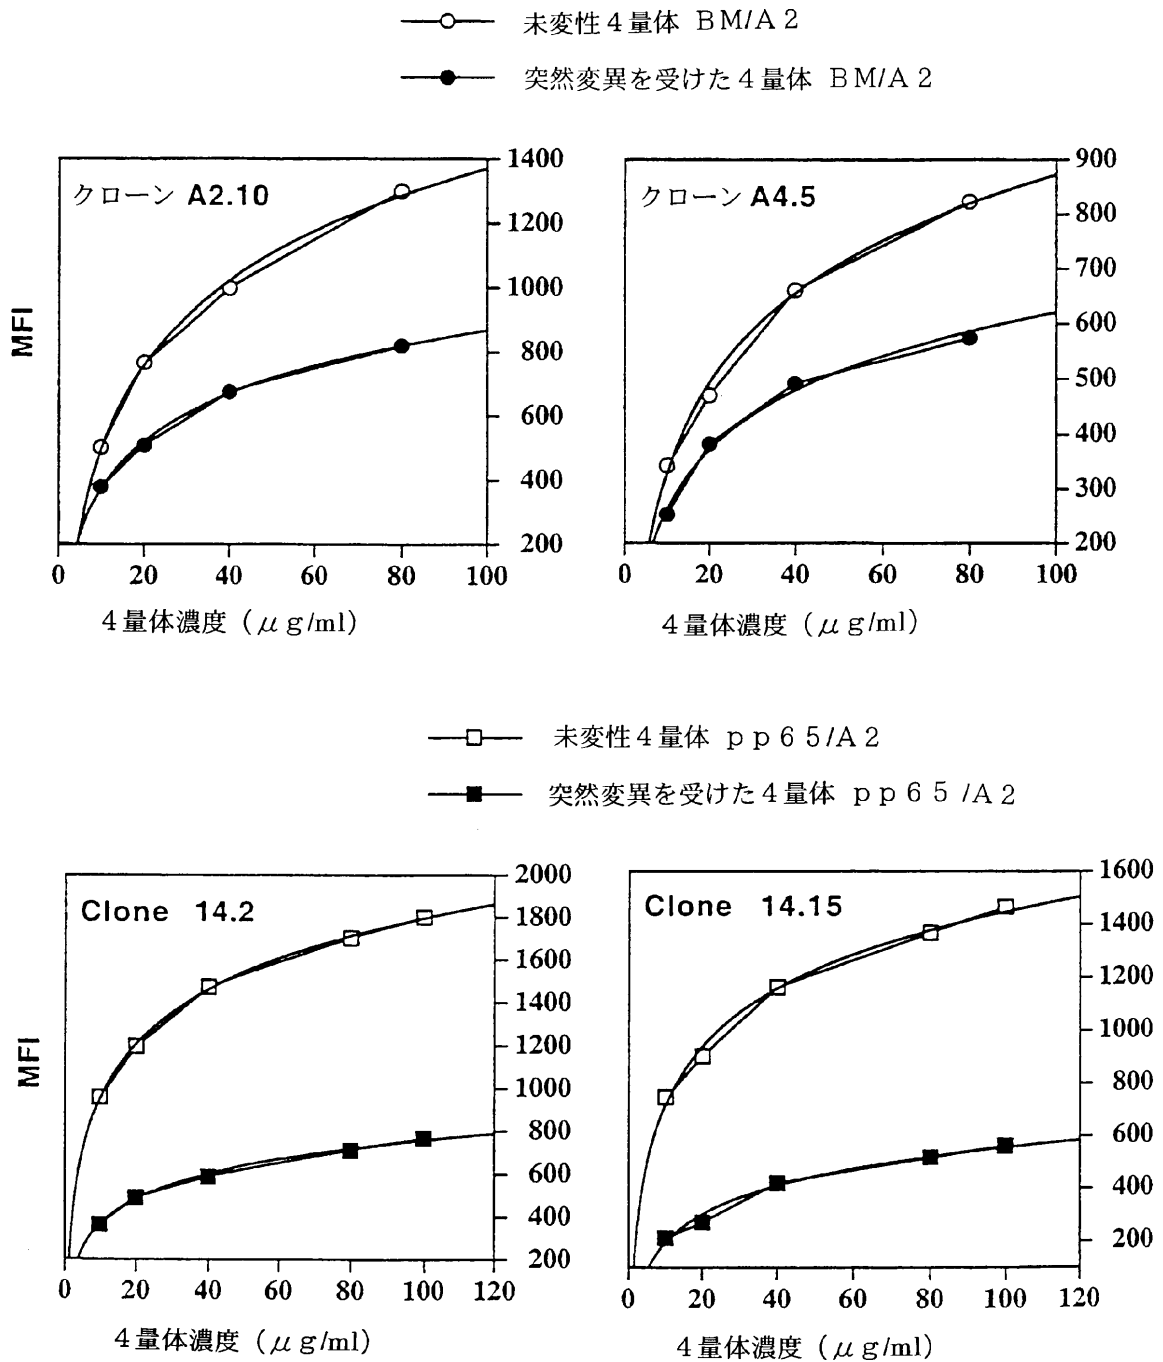 未変性４量体 ＢＭ/Ａ２
突然変異を受けた４量体 ＢＭ/Ａ２
クローン A2.10
MFI
1400
1200
1000
800
600
400
200
0 20 40 60 80 100
４量体濃度（μｇ/ml）
クローン A4.5
900
800
700
600
500
400
300
200
0 20 40 60 80 100
４量体濃度（μｇ/ml）
未変性４量体 ｐｐ６５/Ａ２
突然変異を受けた４量体 ｐｐ６５/Ａ２
Clone 14.2
MFI
2000
1800
1600
1400
1200
1000
800
600
400
200
0 20 40 60 80 100 120
４量体濃度（μｇ/ml）
Clone 14.15
1600
1400
1200
1000
800
600
400
200
0 20 40 60 80 100 120
４量体濃度（μｇ/ml）